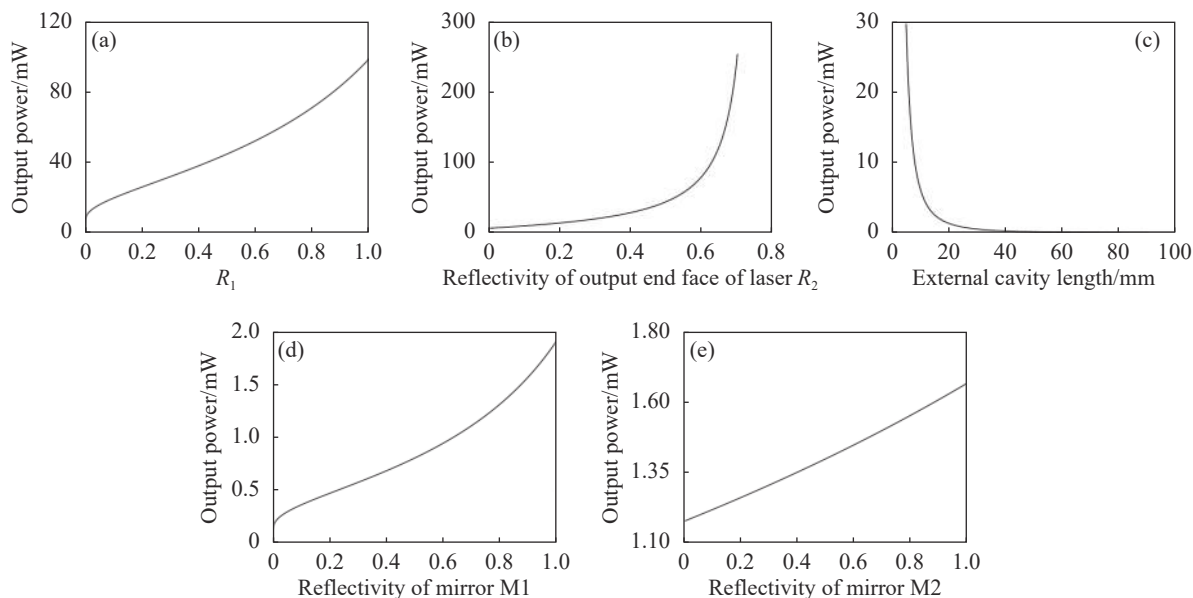 (a)
Output power/mW
120
80
40
0
0 0.2 0.4 0.6 0.8 1.0
R₁
(b)
Output power/mW
300
200
100
0
0 0.2 0.4 0.6 0.8
Reflectivity of output end face of laser R₂
(c)
Output power/mW
30
20
10
0
0 20 40 60 80 100
External cavity length/mm
(d)
Output power/mW
2.0
1.5
1.0
0.5
0
0 0.2 0.4 0.6 0.8 1.0
Reflectivity of mirror M1
(e)
Output power/mW
1.80
1.60
1.35
1.10
0 0.2 0.4 0.6 0.8 1.0
Reflectivity of mirror M2